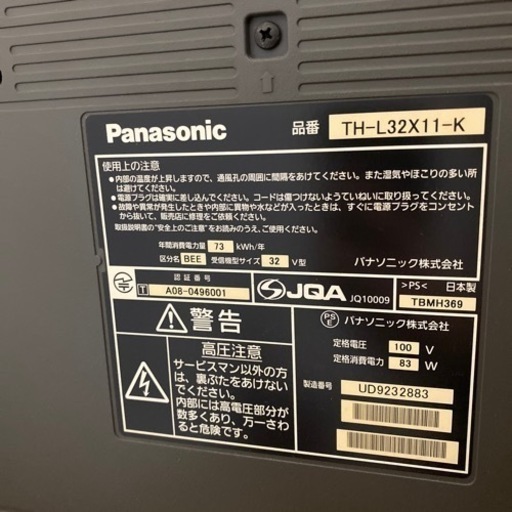 Panasonic 品番 TH-L32X11-K
使用上の注意
●内部の温度が上昇しますので、通風孔の周囲に間隔をあけてください。また湿気やほこりの多い所
は避けてください。
●電源プラグは確実に差し込んでください。コードは傷つけないようていねいに取り扱ってください。
●故障や異常が発生したときや内部に異物や水などが入ったときは、すぐに電源プラグをコンセント
から抜いて、販売店に修理をご依頼ください。
取扱説明書の"安全上のご注意"をお読みのうえ、ご使用ください。
年間消費電力量 73 kWh/年
区分名 BEE 受信機型サイズ 32 V型
パナソニック株式会社
認証番号
T A08-0496001
JQA JQ10009
>PS< 日本製
TBMH369
警告
高圧注意
サービスマン以外の方
は、裏ぶたをあけない
でください。
内部には高電圧部分が
数多くあり、万一さわ
ると危険です。
PS
E パナソニック株式会社
定格電圧 100 V
定格消費電力 83 W
製造番号 UD9232883